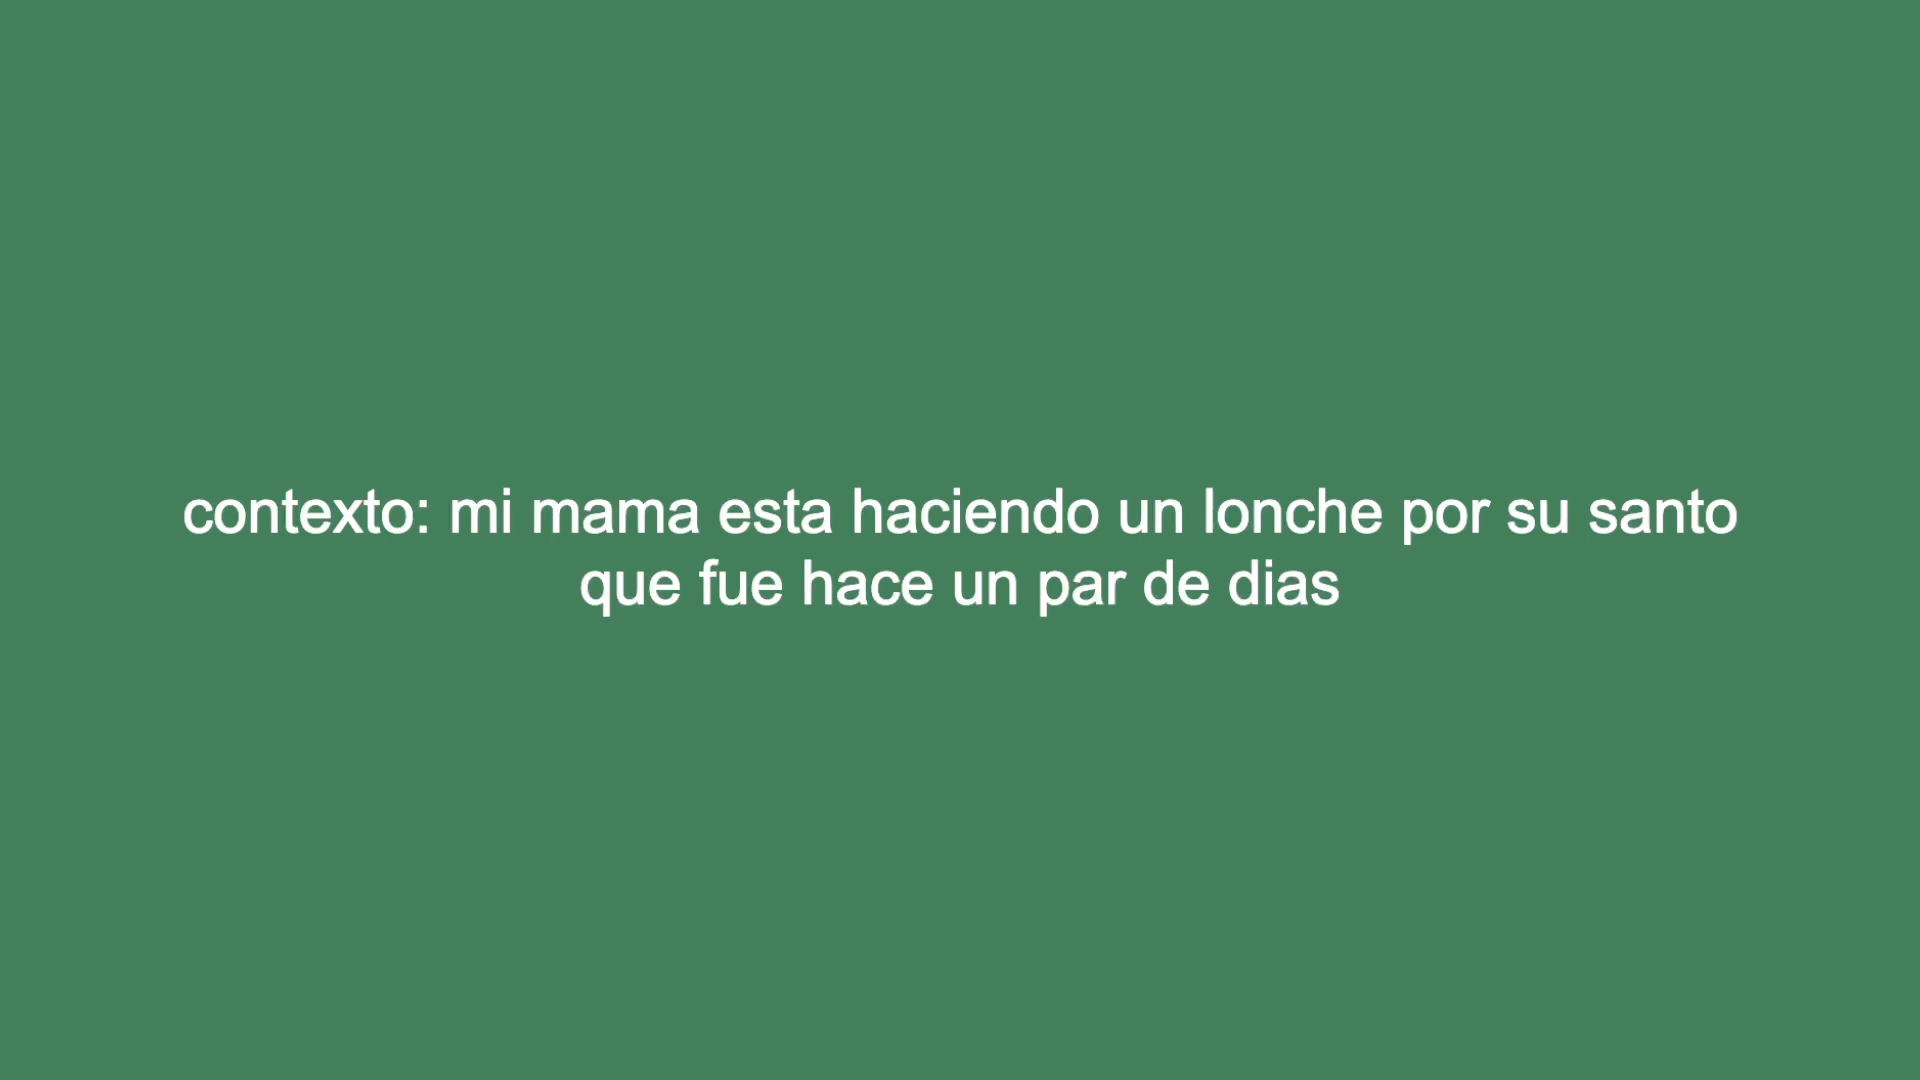 contexto: mi mama esta haciendo un lonche por su santo
que fue hace un par de dias